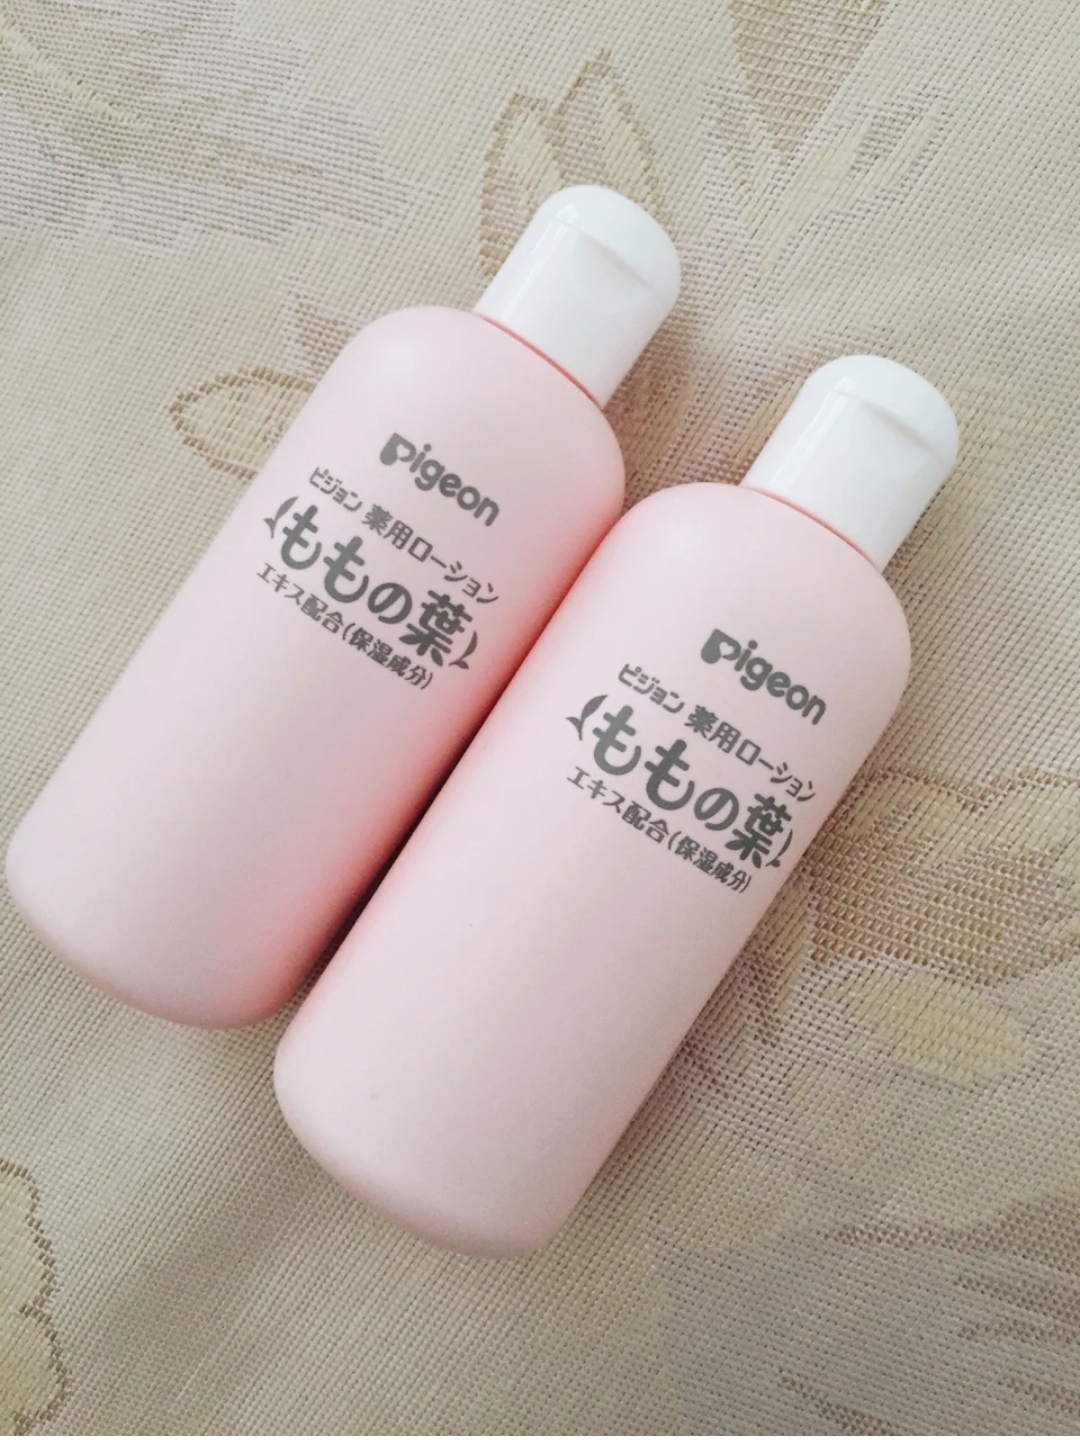 Pigeon
ピジョン 薬用ローション
ももの葉
エキス配合(保湿成分)
Pigeon
ピジョン 薬用ローション
ももの葉
エキス配合(保湿成分)